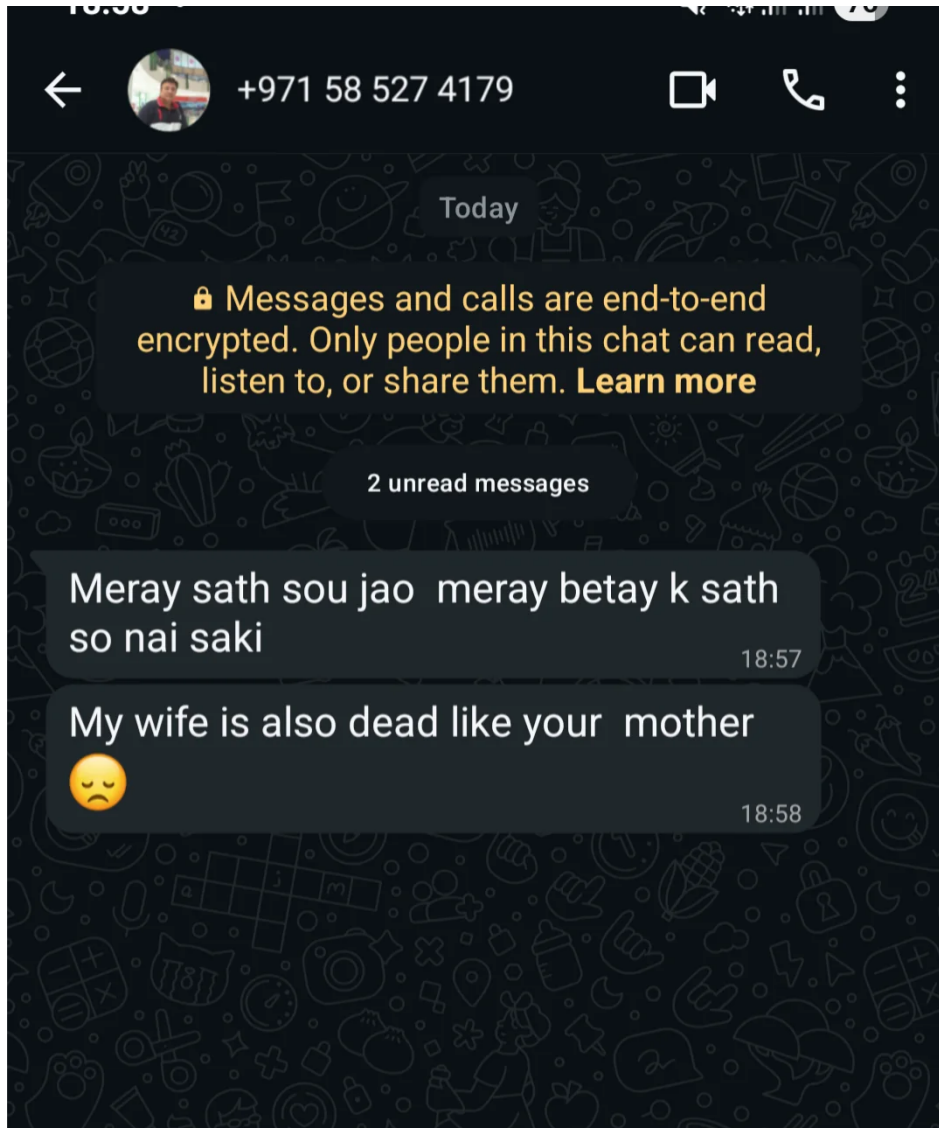 +971 58 527 4179
Today
Messages and calls are end-to-end
encrypted. Only people in this chat can read,
listen to, or share them. Learn more
2 unread messages
Meray sath sou jao meray betay k sath
so nai saki
18:57
My wife is also dead like your mother
18:58